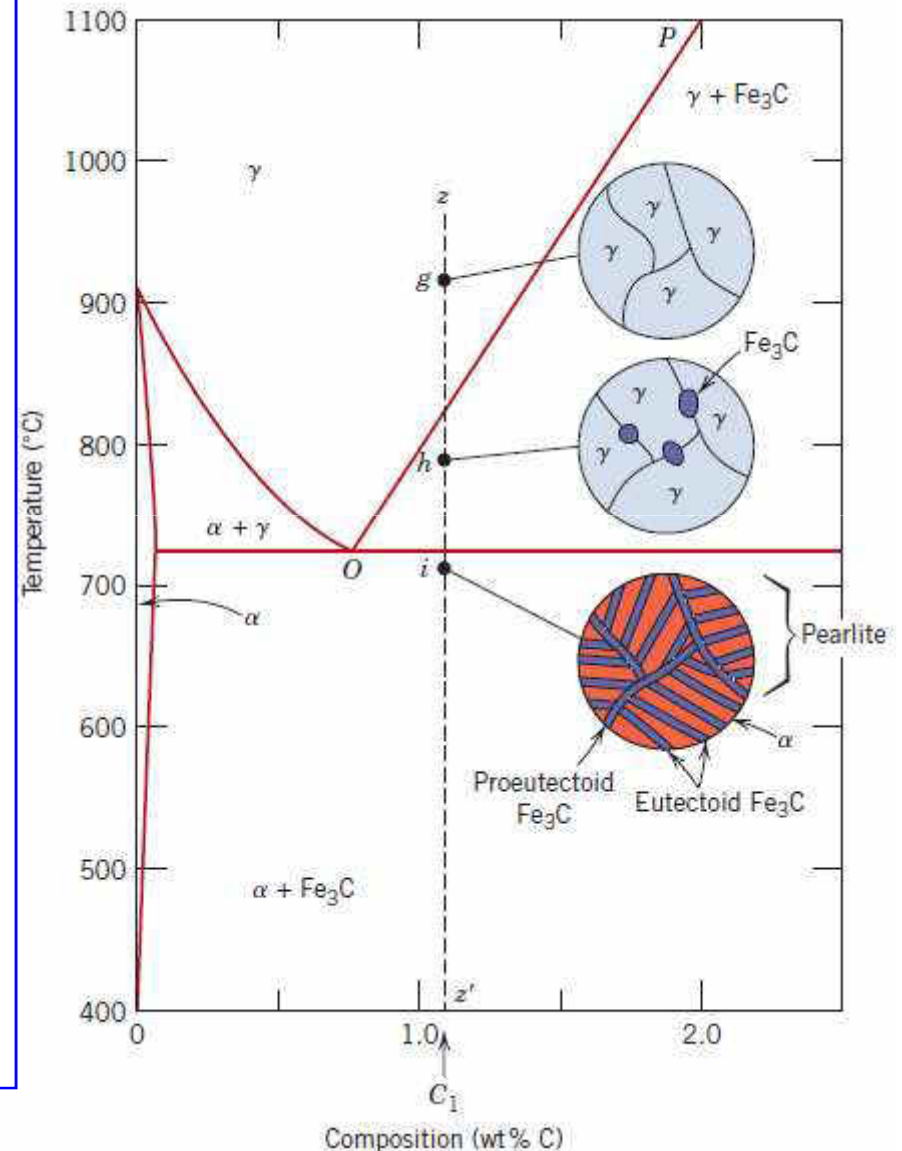 1100
P
γ + Fe₃C
1000
γ
z
γ
γ
γ
γ
g
900
Fe₃C
γ
γ
γ
γ
800
h
Temperature (°C)
α + γ
O
i
700
α
Pearlite
600
α
Proeutectoid
Fe₃C
Eutectoid Fe₃C
500
α + Fe₃C
z′
400
0
1.0
2.0
C₁
Composition (wt% C)